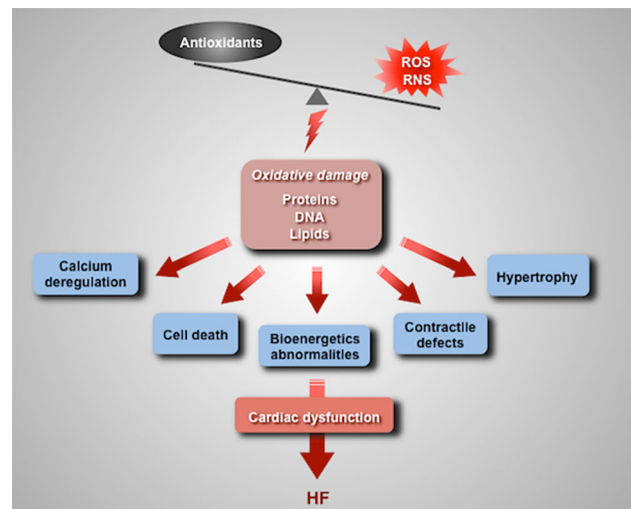 Antioxidants
ROS
RNS
Oxidative damage
Proteins
DNA
Lipids
Calcium
deregulation
Hypertrophy
Cell death
Bioenergetics
abnormalities
Contractile
defects
Cardiac dysfunction
HF